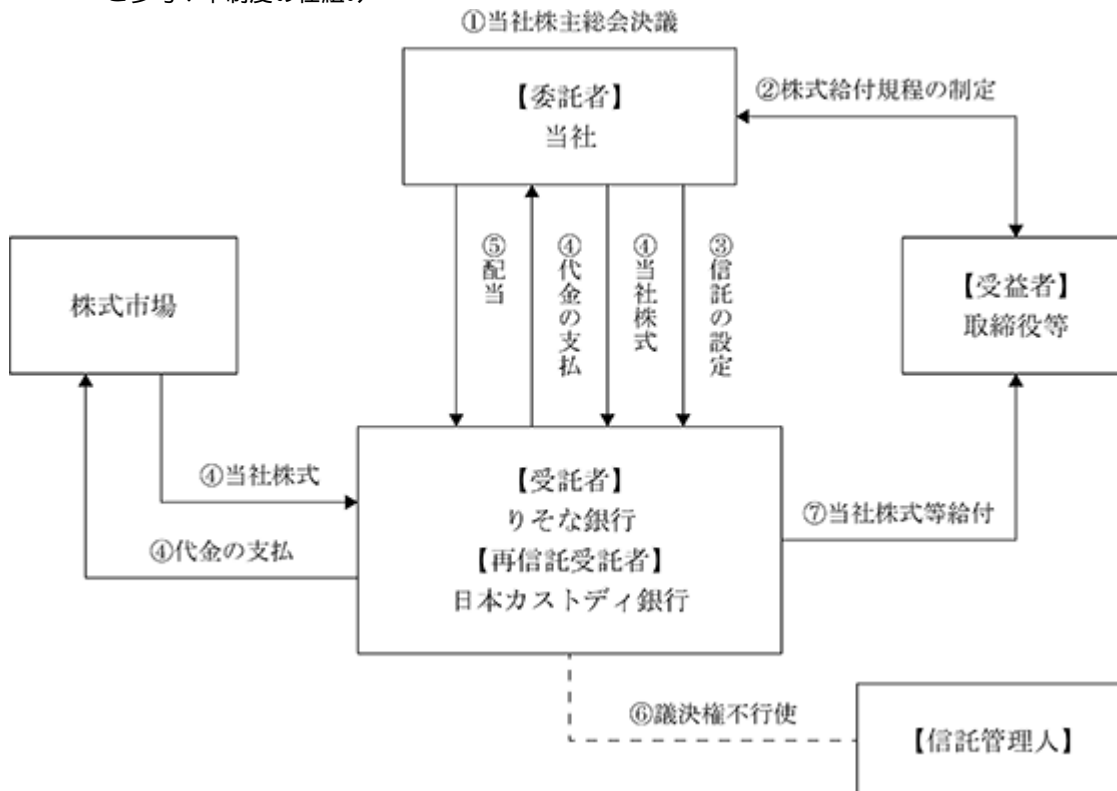 ①当社株主総会決議
【委託者】
当社
②株式給付規程の制定
⑤配当
④代金の支払
④当社株式
③信託の設定
株式市場
【受益者】
取締役等
④当社株式
④代金の支払
【受託者】
りそな銀行
【再信託受託者】
日本カストディ銀行
⑦当社株式等給付
⑥議決権不行使
【信託管理人】